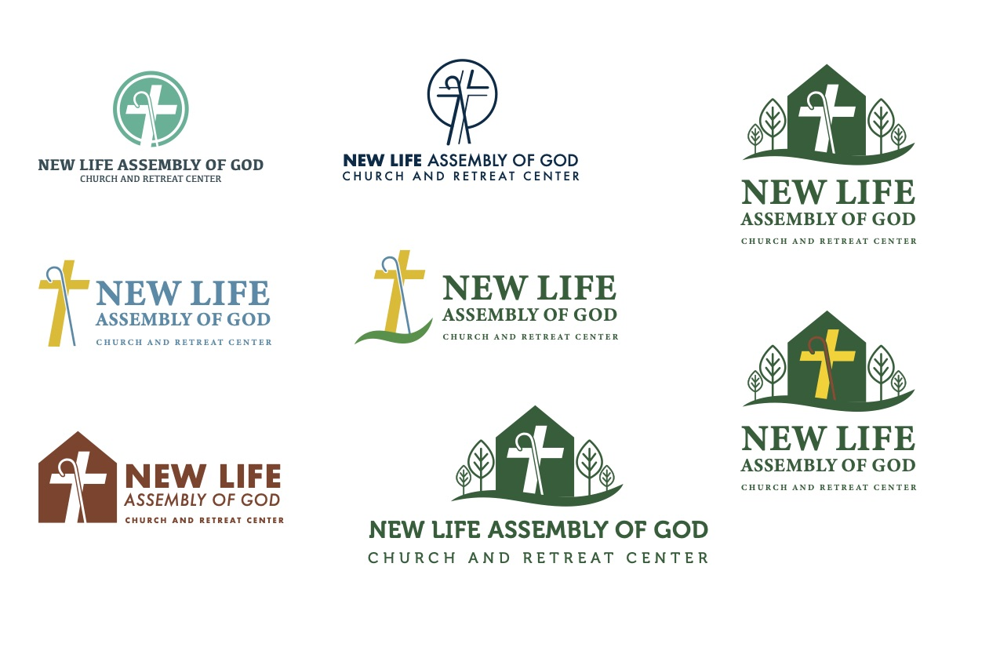 NEW LIFE ASSEMBLY OF GOD
CHURCH AND RETREAT CENTER
NEW LIFE ASSEMBLY OF GOD
CHURCH AND RETREAT CENTER
NEW LIFE
ASSEMBLY OF GOD
CHURCH AND RETREAT CENTER
NEW LIFE
ASSEMBLY OF GOD
CHURCH AND RETREAT CENTER
NEW LIFE
ASSEMBLY OF GOD
CHURCH AND RETREAT CENTER
NEW LIFE
ASSEMBLY OF GOD
CHURCH AND RETREAT CENTER
NEW LIFE
ASSEMBLY OF GOD
CHURCH AND RETREAT CENTER
NEW LIFE ASSEMBLY OF GOD
CHURCH AND RETREAT CENTER